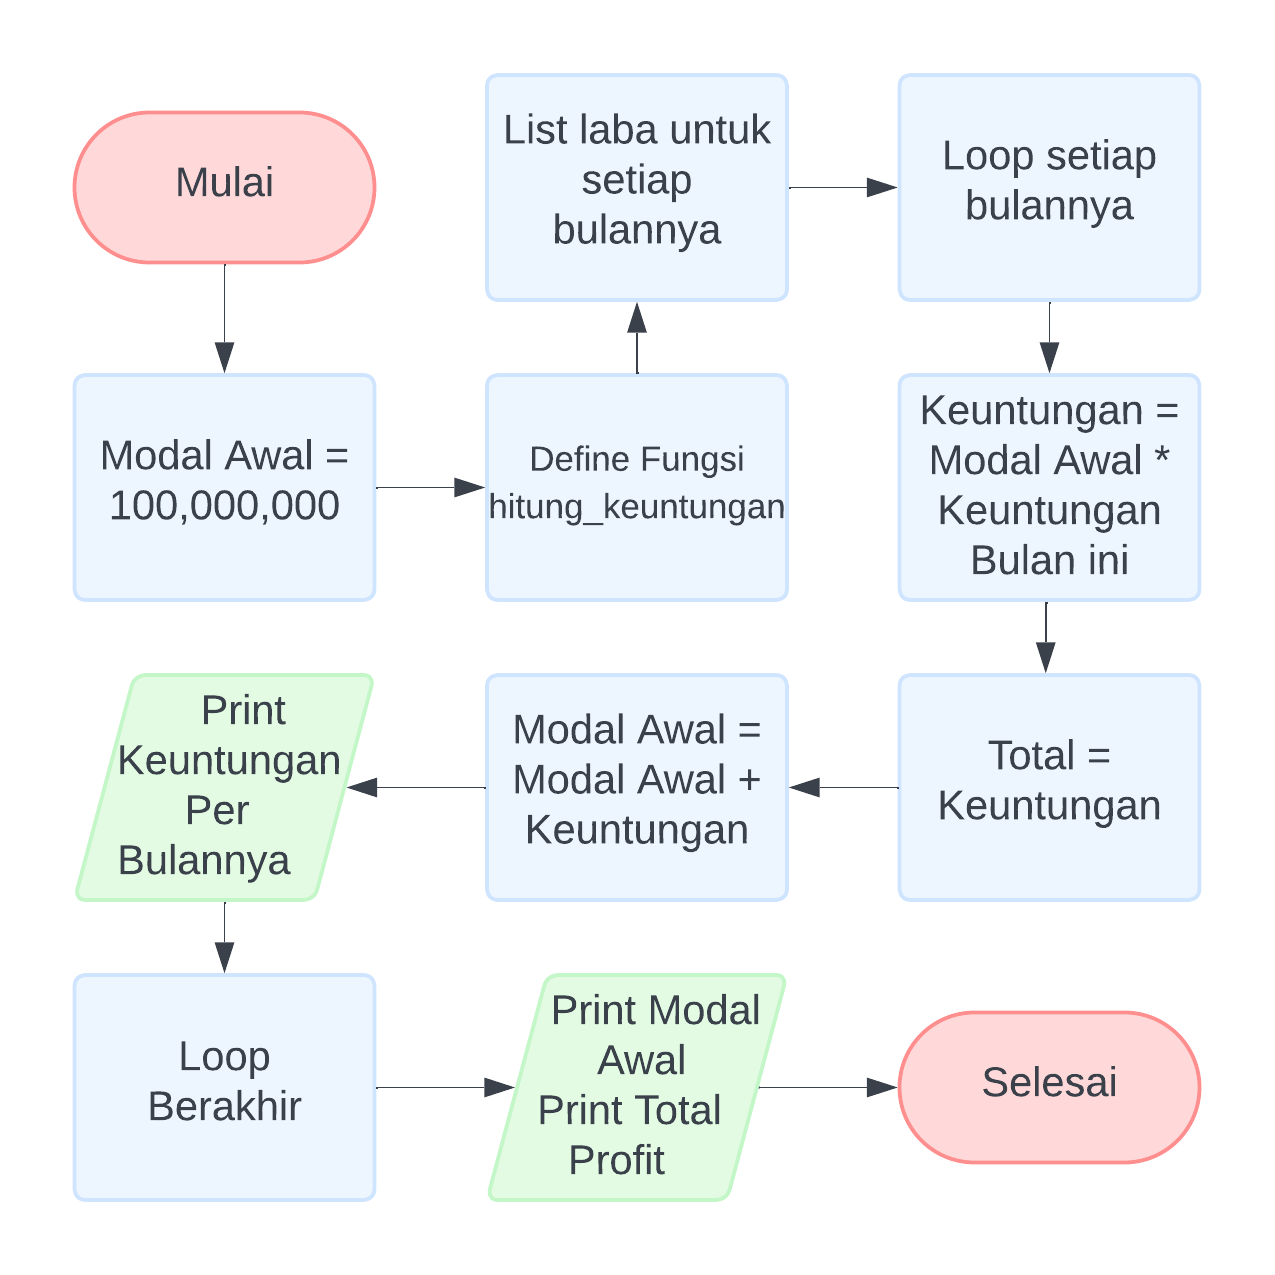 Mulai
Modal Awal =
100,000,000
Define Fungsi
hitung_keuntungan
List laba untuk
setiap
bulannya
Loop setiap
bulannya
Keuntungan =
Modal Awal *
Keuntungan
Bulan ini
Total =
Keuntungan
Modal Awal =
Modal Awal +
Keuntungan
Print
Keuntungan
Per
Bulannya
Loop
Berakhir
Print Modal
Awal
Print Total
Profit
Selesai